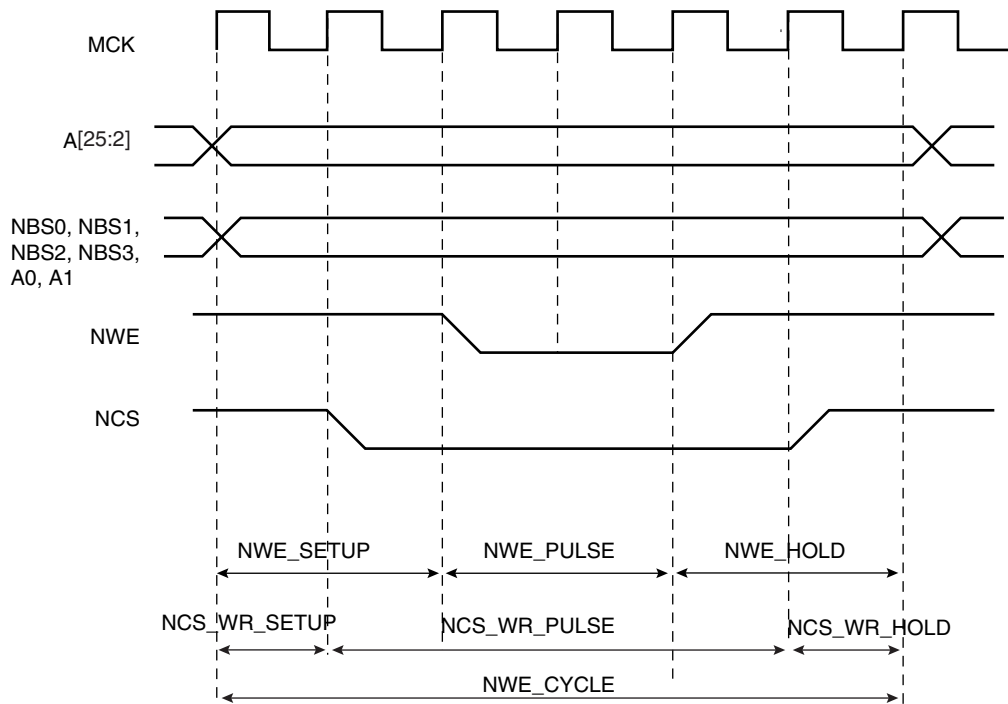 MCK
A[25:2]
NBS0, NBS1,
NBS2, NBS3,
A0, A1
NWE
NCS
NWE_SETUP
NWE_PULSE
NWE_HOLD
NCS_WR_SETUP
NCS_WR_PULSE
NCS_WR_HOLD
NWE_CYCLE